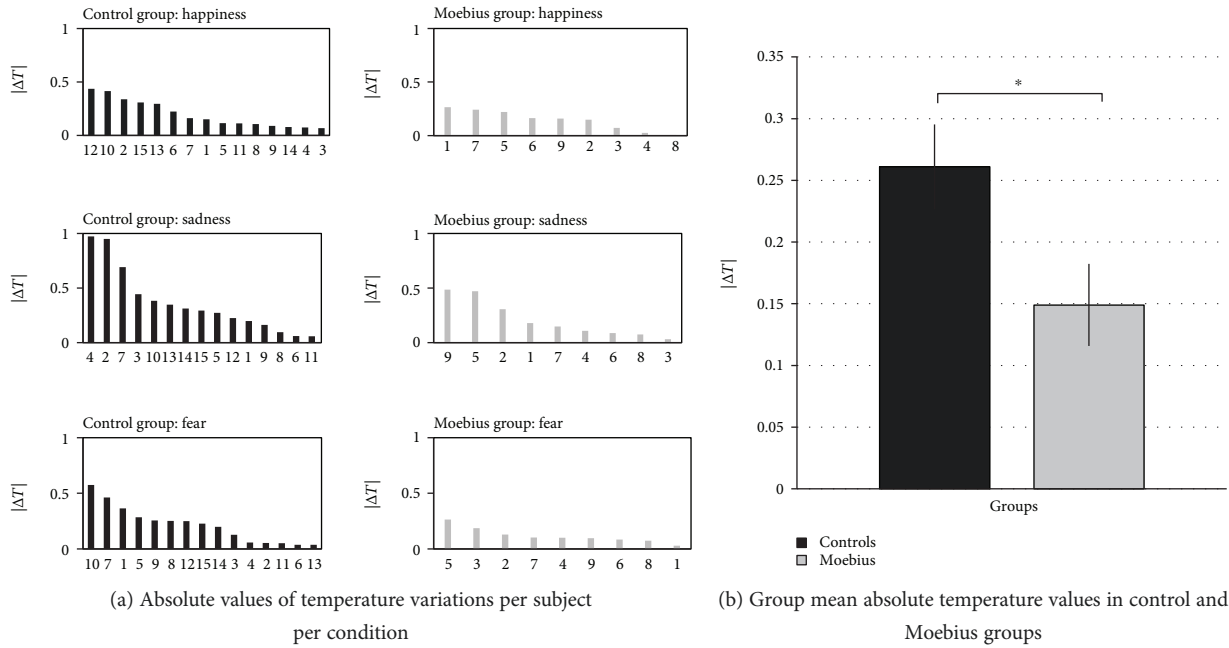 Control group: happiness
1
0.5
0
|ΔT|
12 10 2 15 13 6 7 1 5 11 8 9 14 4 3
Moebius group: happiness
1
0.5
0
|ΔT|
1 7 5 6 9 2 3 4 8
Control group: sadness
1
0.5
0
|ΔT|
4 2 7 3 10 13 14 15 5 12 1 9 8 6 11
Moebius group: sadness
1
0.5
0
|ΔT|
9 5 2 1 7 4 6 8 3
Control group: fear
1
0.5
0
|ΔT|
10 7 1 5 9 8 12 15 14 3 4 2 11 6 13
Moebius group: fear
1
0.5
0
|ΔT|
5 3 2 7 4 9 6 8 1
(a) Absolute values of temperature variations per subject
per condition
0.35
0.3
0.25
0.2
0.15
0.1
0.05
0
|ΔT|
*
Groups
Controls
Moebius
(b) Group mean absolute temperature values in control and
Moebius groups